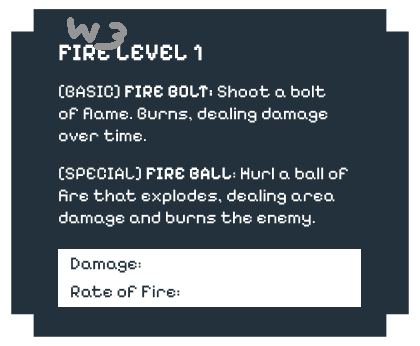 W3
FIRE LEVEL 1
(BASIC) FIRE BOLT: Shoot a bolt
of flame. Burns, dealing damage
over time.
(SPECIAL) FIRE BALL: Hurl a ball of
fire that explodes, dealing area
damage and burns the enemy.
Damage:
Rate of Fire: